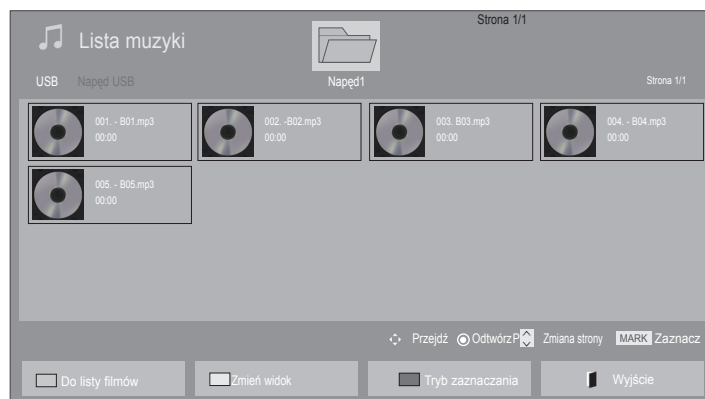 Strona 1/1
Lista muzyki
USB Napęd USB Napęd1 Strona 1/1
001. - B01.mp3
00:00
002. -B02.mp3
00:00
003. B03.mp3
00:00
004. - B04.mp3
00:00
005. - B05.mp3
00:00
Przejdź Odtwórz P Zmiana strony MARK Zaznacz
Do listy filmów Zmień widok Tryb zaznaczania Wyjście